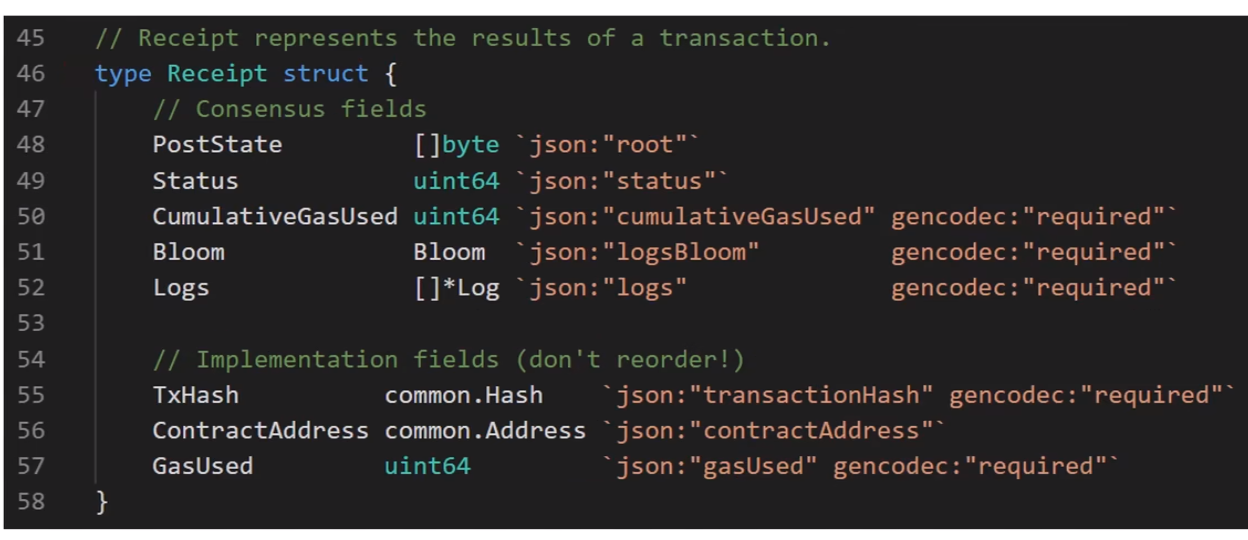 45 // Receipt represents the results of a transaction.
46 type Receipt struct {
47     // Consensus fields
48     PostState         []byte `json:"root"`
49     Status            uint64 `json:"status"`
50     CumulativeGasUsed uint64 `json:"cumulativeGasUsed" gencodec:"required"`
51     Bloom             Bloom  `json:"logsBloom"         gencodec:"required"`
52     Logs              []*Log `json:"logs"              gencodec:"required"`
53
54     // Implementation fields (don't reorder!)
55     TxHash          common.Hash    `json:"transactionHash" gencodec:"required"`
56     ContractAddress common.Address `json:"contractAddress"`
57     GasUsed         uint64         `json:"gasUsed" gencodec:"required"`
58 }